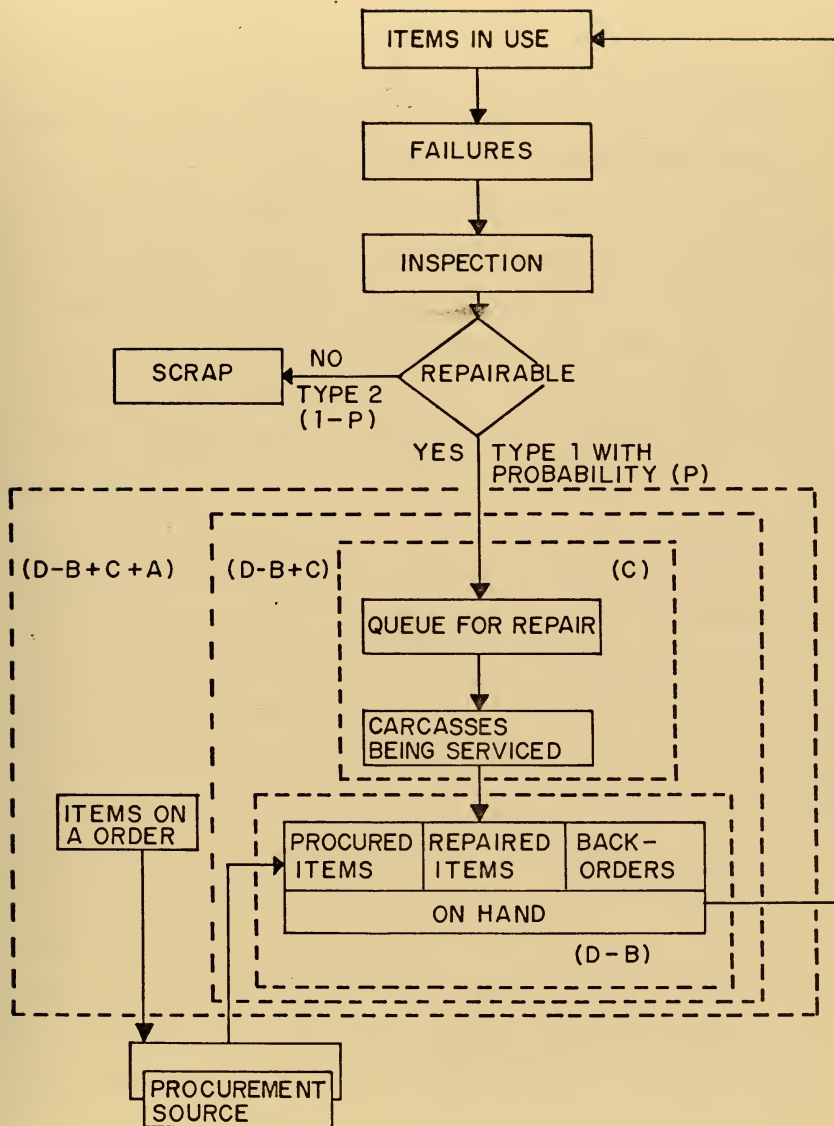 ITEMS IN USE
FAILURES
INSPECTION
SCRAP
NO
TYPE 2
(1-P)
REPAIRABLE
YES
TYPE 1 WITH
PROBABILITY (P)
(D-B+C+A)
(D-B+C)
(C)
QUEUE FOR REPAIR
CARCASSES
BEING SERVICED
ITEMS ON
A ORDER
PROCURED
ITEMS
REPAIRED
ITEMS
BACK-
ORDERS
ON HAND
(D-B)
PROCUREMENT
SOURCE